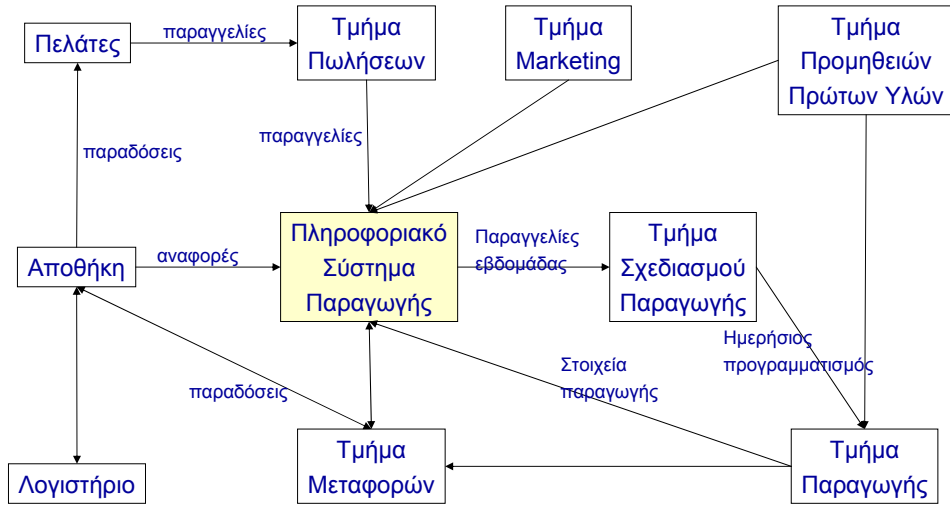 Πελάτες
παραγγελίες
Τμήμα
Πωλήσεων
Τμήμα
Marketing
Τμήμα
Προμηθειών
Πρώτων Υλών
παραδόσεις
παραγγελίες
Αποθήκη
αναφορές
Πληροφοριακό
Σύστημα
Παραγωγής
Παραγγελίες
εβδομάδας
Τμήμα
Σχεδιασμού
Παραγωγής
παραδόσεις
Στοιχεία
παραγωγής
Ημερήσιος
προγραμματισμός
Λογιστήριο
Τμήμα
Μεταφορών
Τμήμα
Παραγωγής